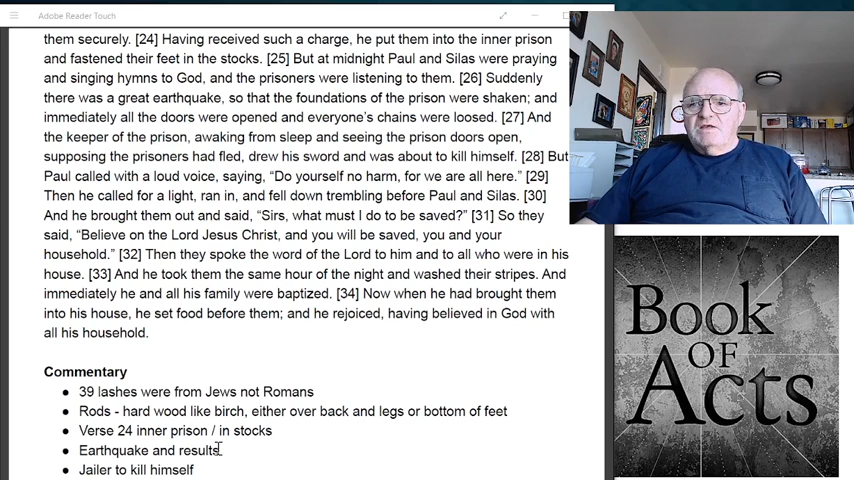 Adobe Reader Touch
them securely. [24] Having received such a charge, he put them into the inner prison
and fastened their feet in the stocks. [25] But at midnight Paul and Silas were praying
and singing hymns to God, and the prisoners were listening to them. [26] Suddenly
there was a great earthquake, so that the foundations of the prison were shaken; and
immediately all the doors were opened and everyone's chains were loosed. [27] And
the keeper of the prison, awaking from sleep and seeing the prison doors open,
supposing the prisoners had fled, drew his sword and was about to kill himself. [28] But
Paul called with a loud voice, saying, “Do yourself no harm, for we are all here.” [29]
Then he called for a light, ran in, and fell down trembling before Paul and Silas. [30]
And he brought them out and said, “Sirs, what must I do to be saved?” [31] So they
said, “Believe on the Lord Jesus Christ, and you will be saved, you and your
household.” [32] Then they spoke the word of the Lord to him and to all who were in his
house. [33] And he took them the same hour of the night and washed their stripes. And
immediately he and all his family were baptized. [34] Now when he had brought them
into his house, he set food before them; and he rejoiced, having believed in God with
all his household.
Commentary
● 39 lashes were from Jews not Romans
● Rods - hard wood like birch, either over back and legs or bottom of feet
● Verse 24 inner prison / in stocks
● Earthquake and results
● Jailer to kill himself
Book
OF
Acts